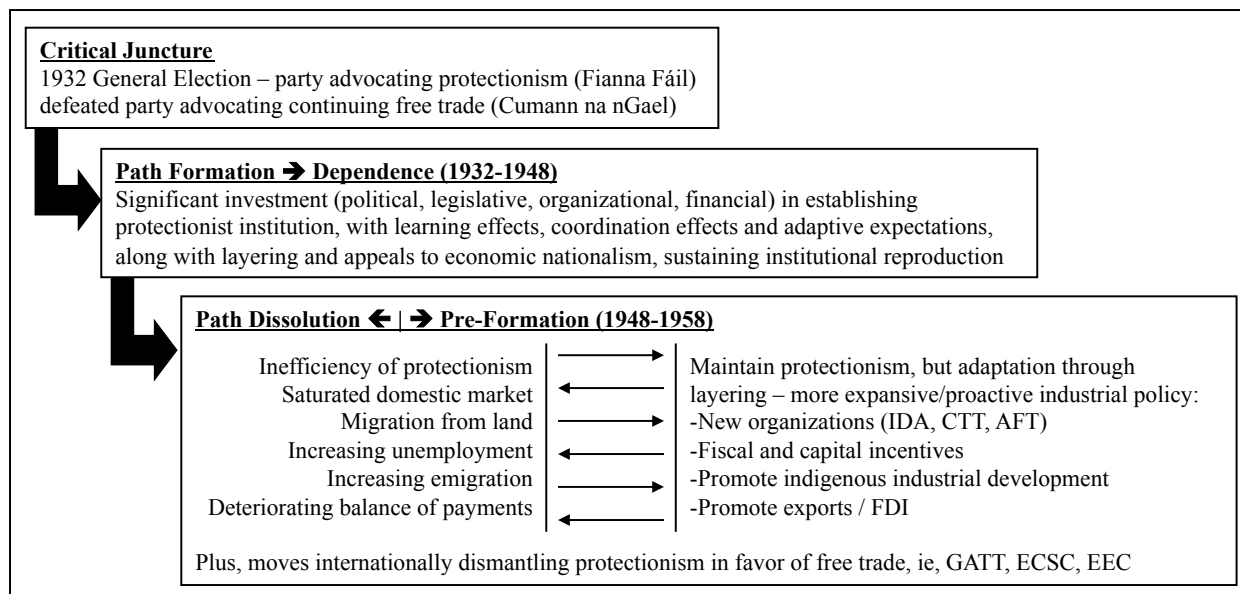 Critical Juncture
1932 General Election – party advocating protectionism (Fianna Fáil)
defeated party advocating continuing free trade (Cumann na nGael)
Path Formation ➔ Dependence (1932-1948)
Significant investment (political, legislative, organizational, financial) in establishing
protectionist institution, with learning effects, coordination effects and adaptive expectations,
along with layering and appeals to economic nationalism, sustaining institutional reproduction
Path Dissolution 🡰 | ➔ Pre-Formation (1948-1958)
Inefficiency of protectionism
Saturated domestic market
Migration from land
Increasing unemployment
Increasing emigration
Deteriorating balance of payments
Maintain protectionism, but adaptation through
layering – more expansive/proactive industrial policy:
-New organizations (IDA, CTT, AFT)
-Fiscal and capital incentives
-Promote indigenous industrial development
-Promote exports / FDI
Plus, moves internationally dismantling protectionism in favor of free trade, ie, GATT, ECSC, EEC